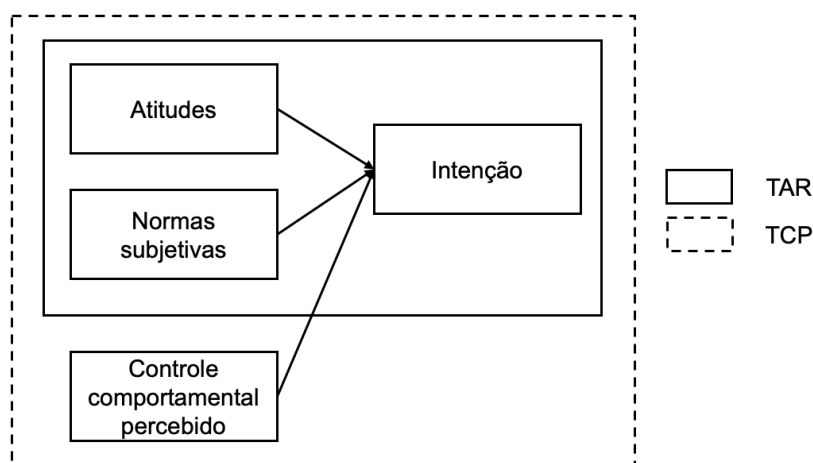 Atitudes
Intenção
Normas
subjetivas
Controle
comportamental
percebido
TAR
TCP